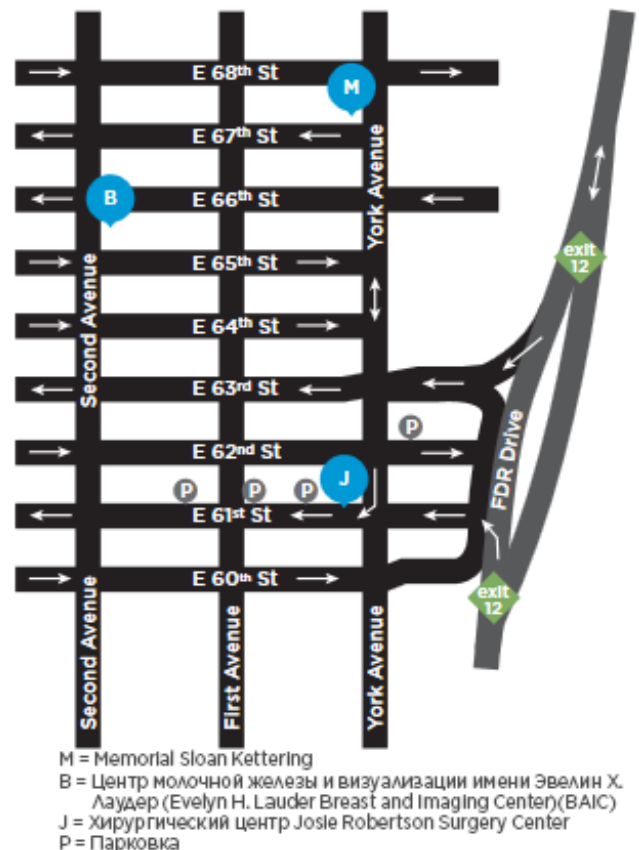 E 68th St
M
E 67th St
York Avenue
B
E 66th St
exit
12
E 65th St
Second Avenue
E 64th St
E 63rd St
P
E 62nd St
FDR Drive
J
P
P
P
E 61st St
exit
12
E 60th St
Second Avenue
First Avenue
York Avenue
M = Memorial Sloan Kettering
B = Центр молочной железы и визуализации имени Эвелин Х.
Лаудер (Evelyn H. Lauder Breast and Imaging Center)(BAIC)
J = Хирургический центр Josie Robertson Surgery Center
P = Парковка